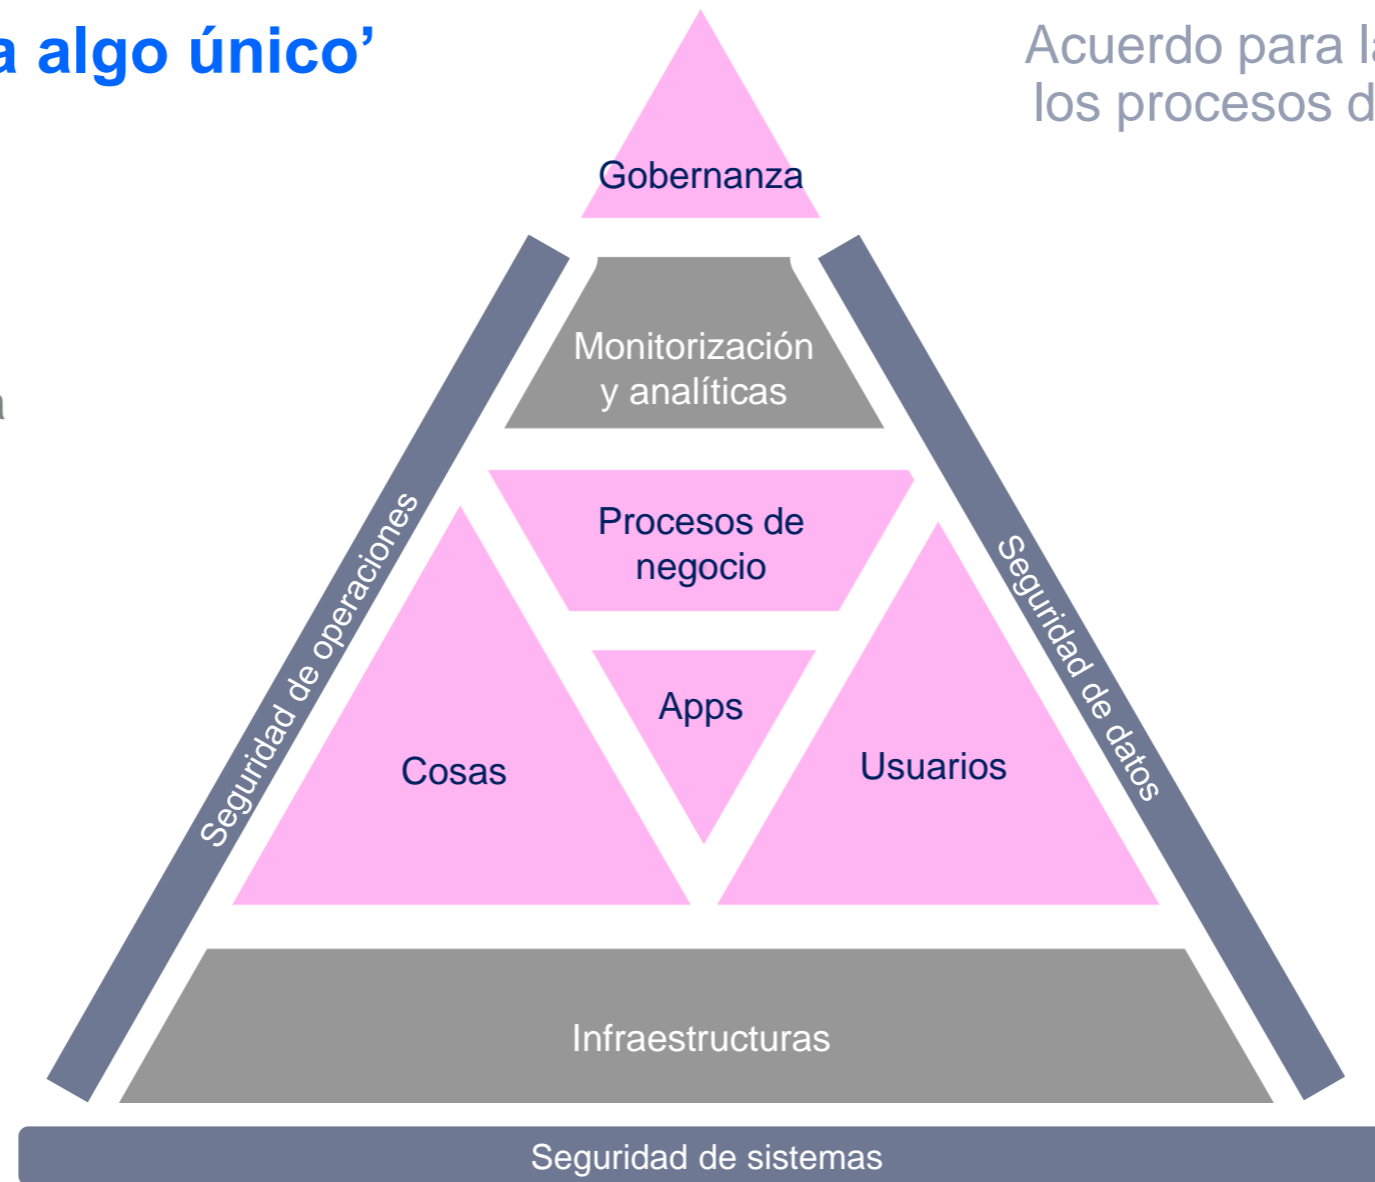 a algo único’
Acuerdo para la
los procesos d
Gobernanza
Monitorización
y analíticas
a
Procesos de
negocio
Seguridad de operaciones
Seguridad de datos
Apps
Cosas
Usuarios
Infraestructuras
Seguridad de sistemas